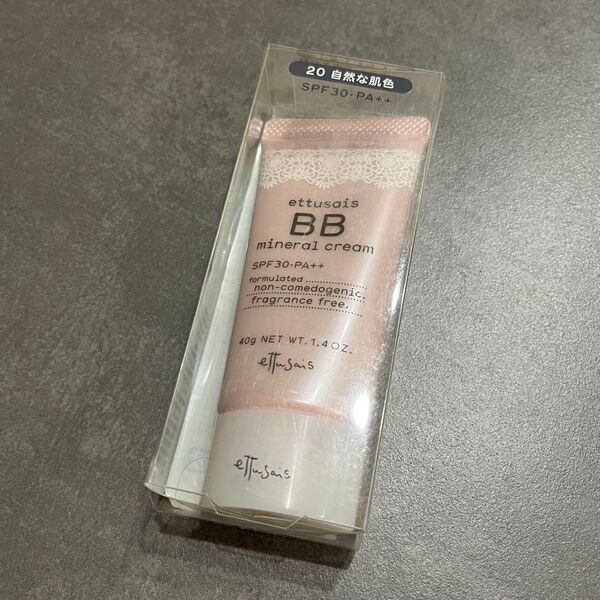 20 自然な肌色
SPF30・PA++
ettusais
BB
mineral cream
SPF30・PA++
formulated
non-comedogenic.
fragrance free.
40g NET WT. 1.4 OZ.
ettusais
ettusais